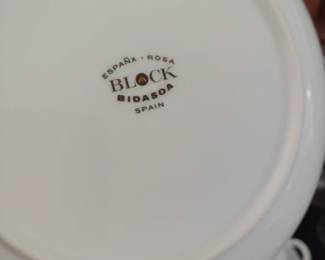 ESPAÑA · ROSA
BLOCK
BIDASOA
SPAIN